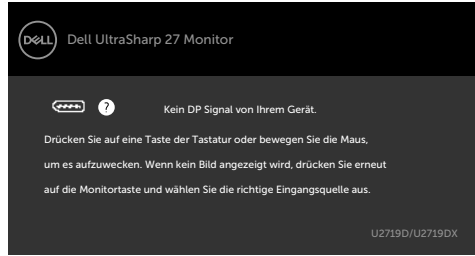 DELL
Dell UltraSharp 27 Monitor
?
Kein DP Signal von Ihrem Gerät.
Drücken Sie auf eine Taste der Tastatur oder bewegen Sie die Maus,
um es aufzuwecken. Wenn kein Bild angezeigt wird, drücken Sie erneut
auf die Monitortaste und wählen Sie die richtige Eingangsquelle aus.
U2719D/U2719DX